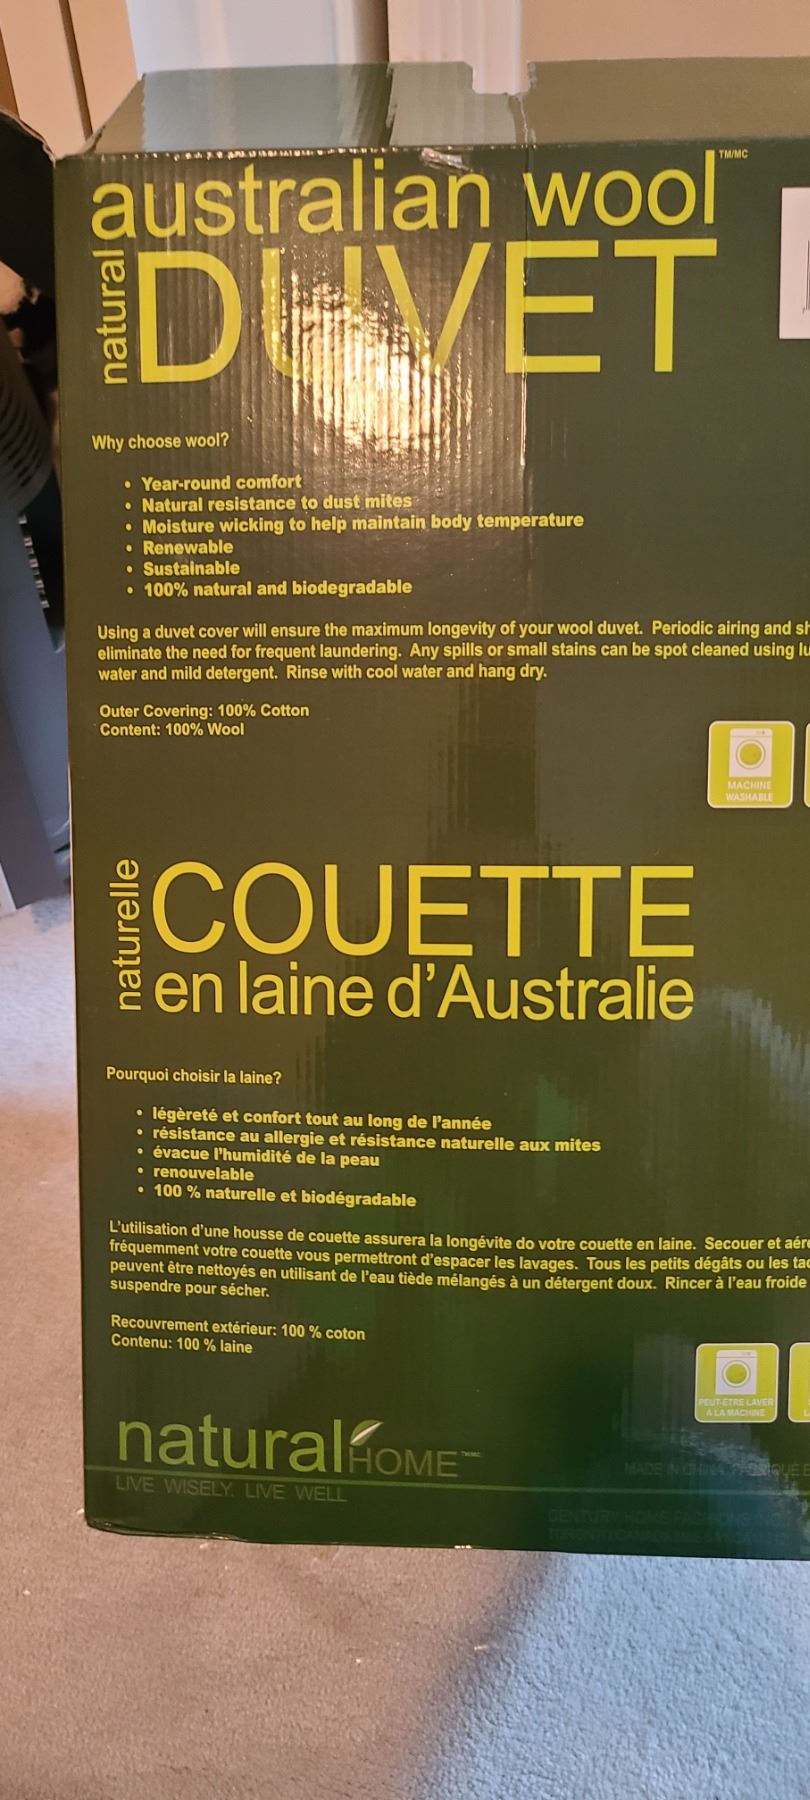 australian wool™/MC
natural DUVET
Why choose wool?
• Year-round comfort
• Natural resistance to dust mites
• Moisture wicking to help maintain body temperature
• Renewable
• Sustainable
• 100% natural and biodegradable
Using a duvet cover will ensure the maximum longevity of your wool duvet. Periodic airing and
eliminate the need for frequent laundering. Any spills or small stains can be spot cleaned using
water and mild detergent. Rinse with cool water and hang dry.
Outer Covering: 100% Cotton
Content: 100% Wool
MACHINE
WASHABLE
naturelle COUETTE
en laine d'Australie
Pourquoi choisir la laine?
• légèreté et confort tout au long de l'année
• résistance au allergie et résistance naturelle aux mites
• évacue l'humidité de la peau
• renouvelable
• 100 % naturelle et biodégradable
L'utilisation d'une housse de couette assurera la longévite do votre couette en laine. Secouer et
fréquemment votre couette vous permettront d'espacer les lavages. Tous les petits dégâts ou les
peuvent être nettoyés en utilisant de l'eau tiède mélangés à un détergent doux. Rincer à l'eau froide
suspendre pour sécher.
Recouvrement extérieur: 100 % coton
Contenu: 100 % laine
PEUT-ÊTRE LAVER
À LA MACHINE
naturalHOME™/MC
LIVE WISELY. LIVE WELL
MADE IN CHINA
CENTURY HOME FASHIONS